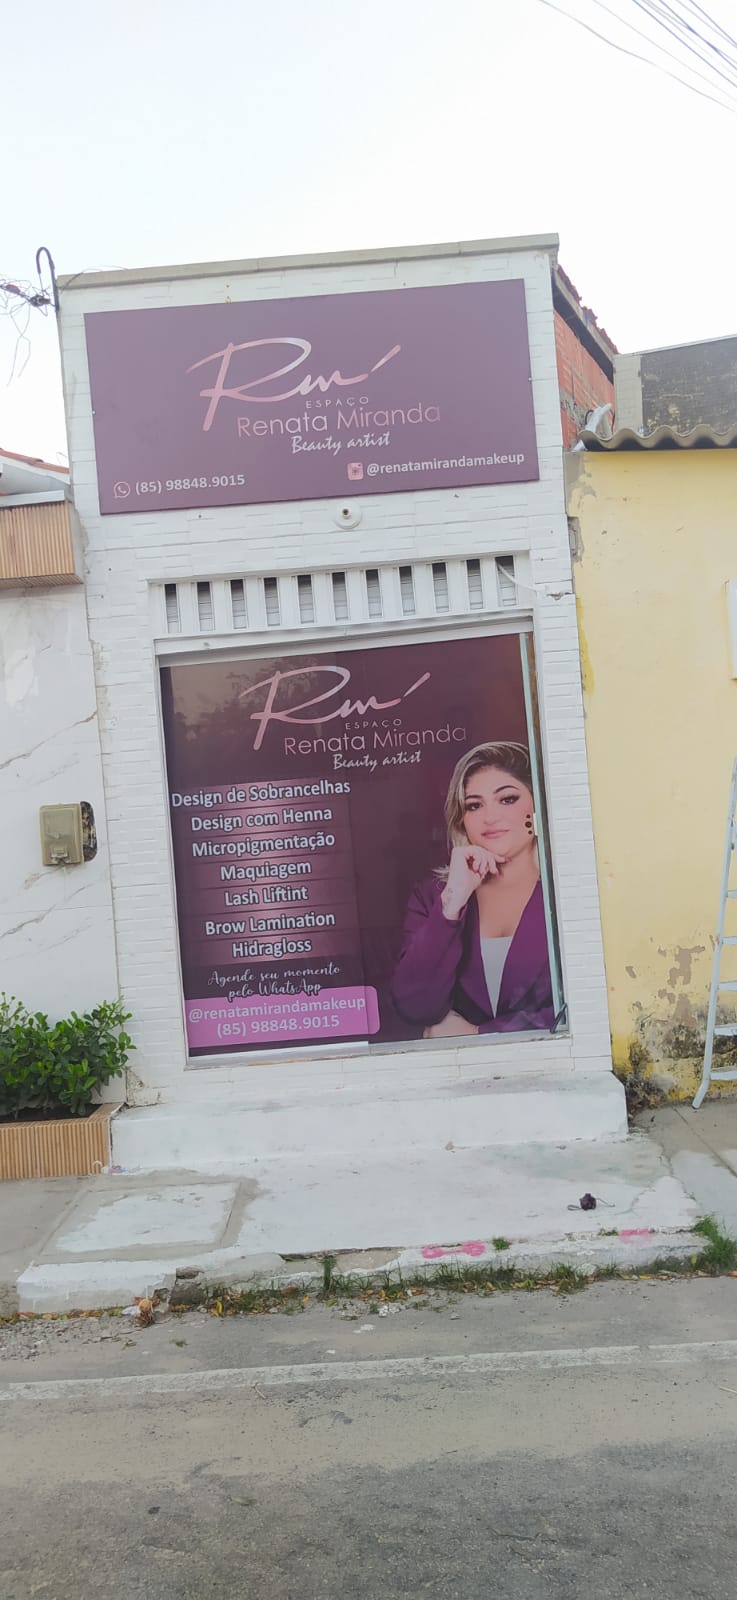 Rm
ESPAÇO
Renata Miranda
Beauty artist
(85) 98848.9015
@renatamirandamakeup
Rm
ESPAÇO
Renata Miranda
Beauty artist
Design de Sobrancelhas
Design com Henna
Micropigmentação
Maquiagem
Lash Liftint
Brow Lamination
Hidragloss
Agende seu momento
pelo WhatsApp
@renatamirandamakeup
(85) 98848.9015